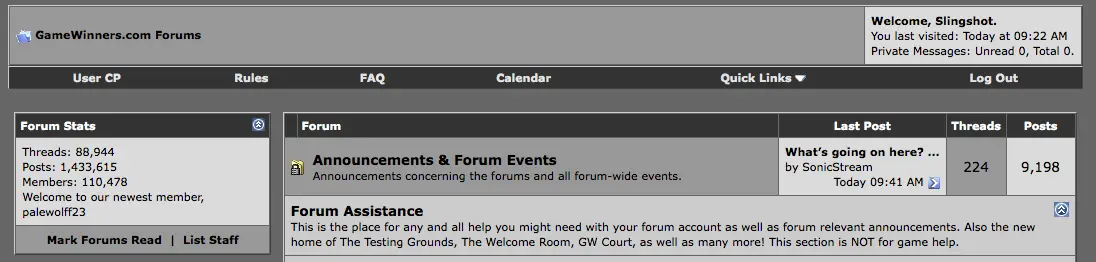 GameWinners.com Forums
Welcome, Slingshot.
You last visited: Today at 09:22 AM
Private Messages: Unread 0, Total 0.
User CP Rules FAQ Calendar Quick Links Log Out
Forum Stats
Threads: 88,944
Posts: 1,433,615
Members: 110,478
Welcome to our newest member,
palewolff23
Mark Forums Read | List Staff
Forum Last Post Threads Posts
Announcements & Forum Events
Announcements concerning the forums and all forum-wide events.
What's going on here? ...
by SonicStream
Today 09:41 AM
224
9,198
Forum Assistance
This is the place for any and all help you might need with your forum account as well as forum relevant announcements. Also the new
home of The Testing Grounds, The Welcome Room, GW Court, as well as many more! This section is NOT for game help.